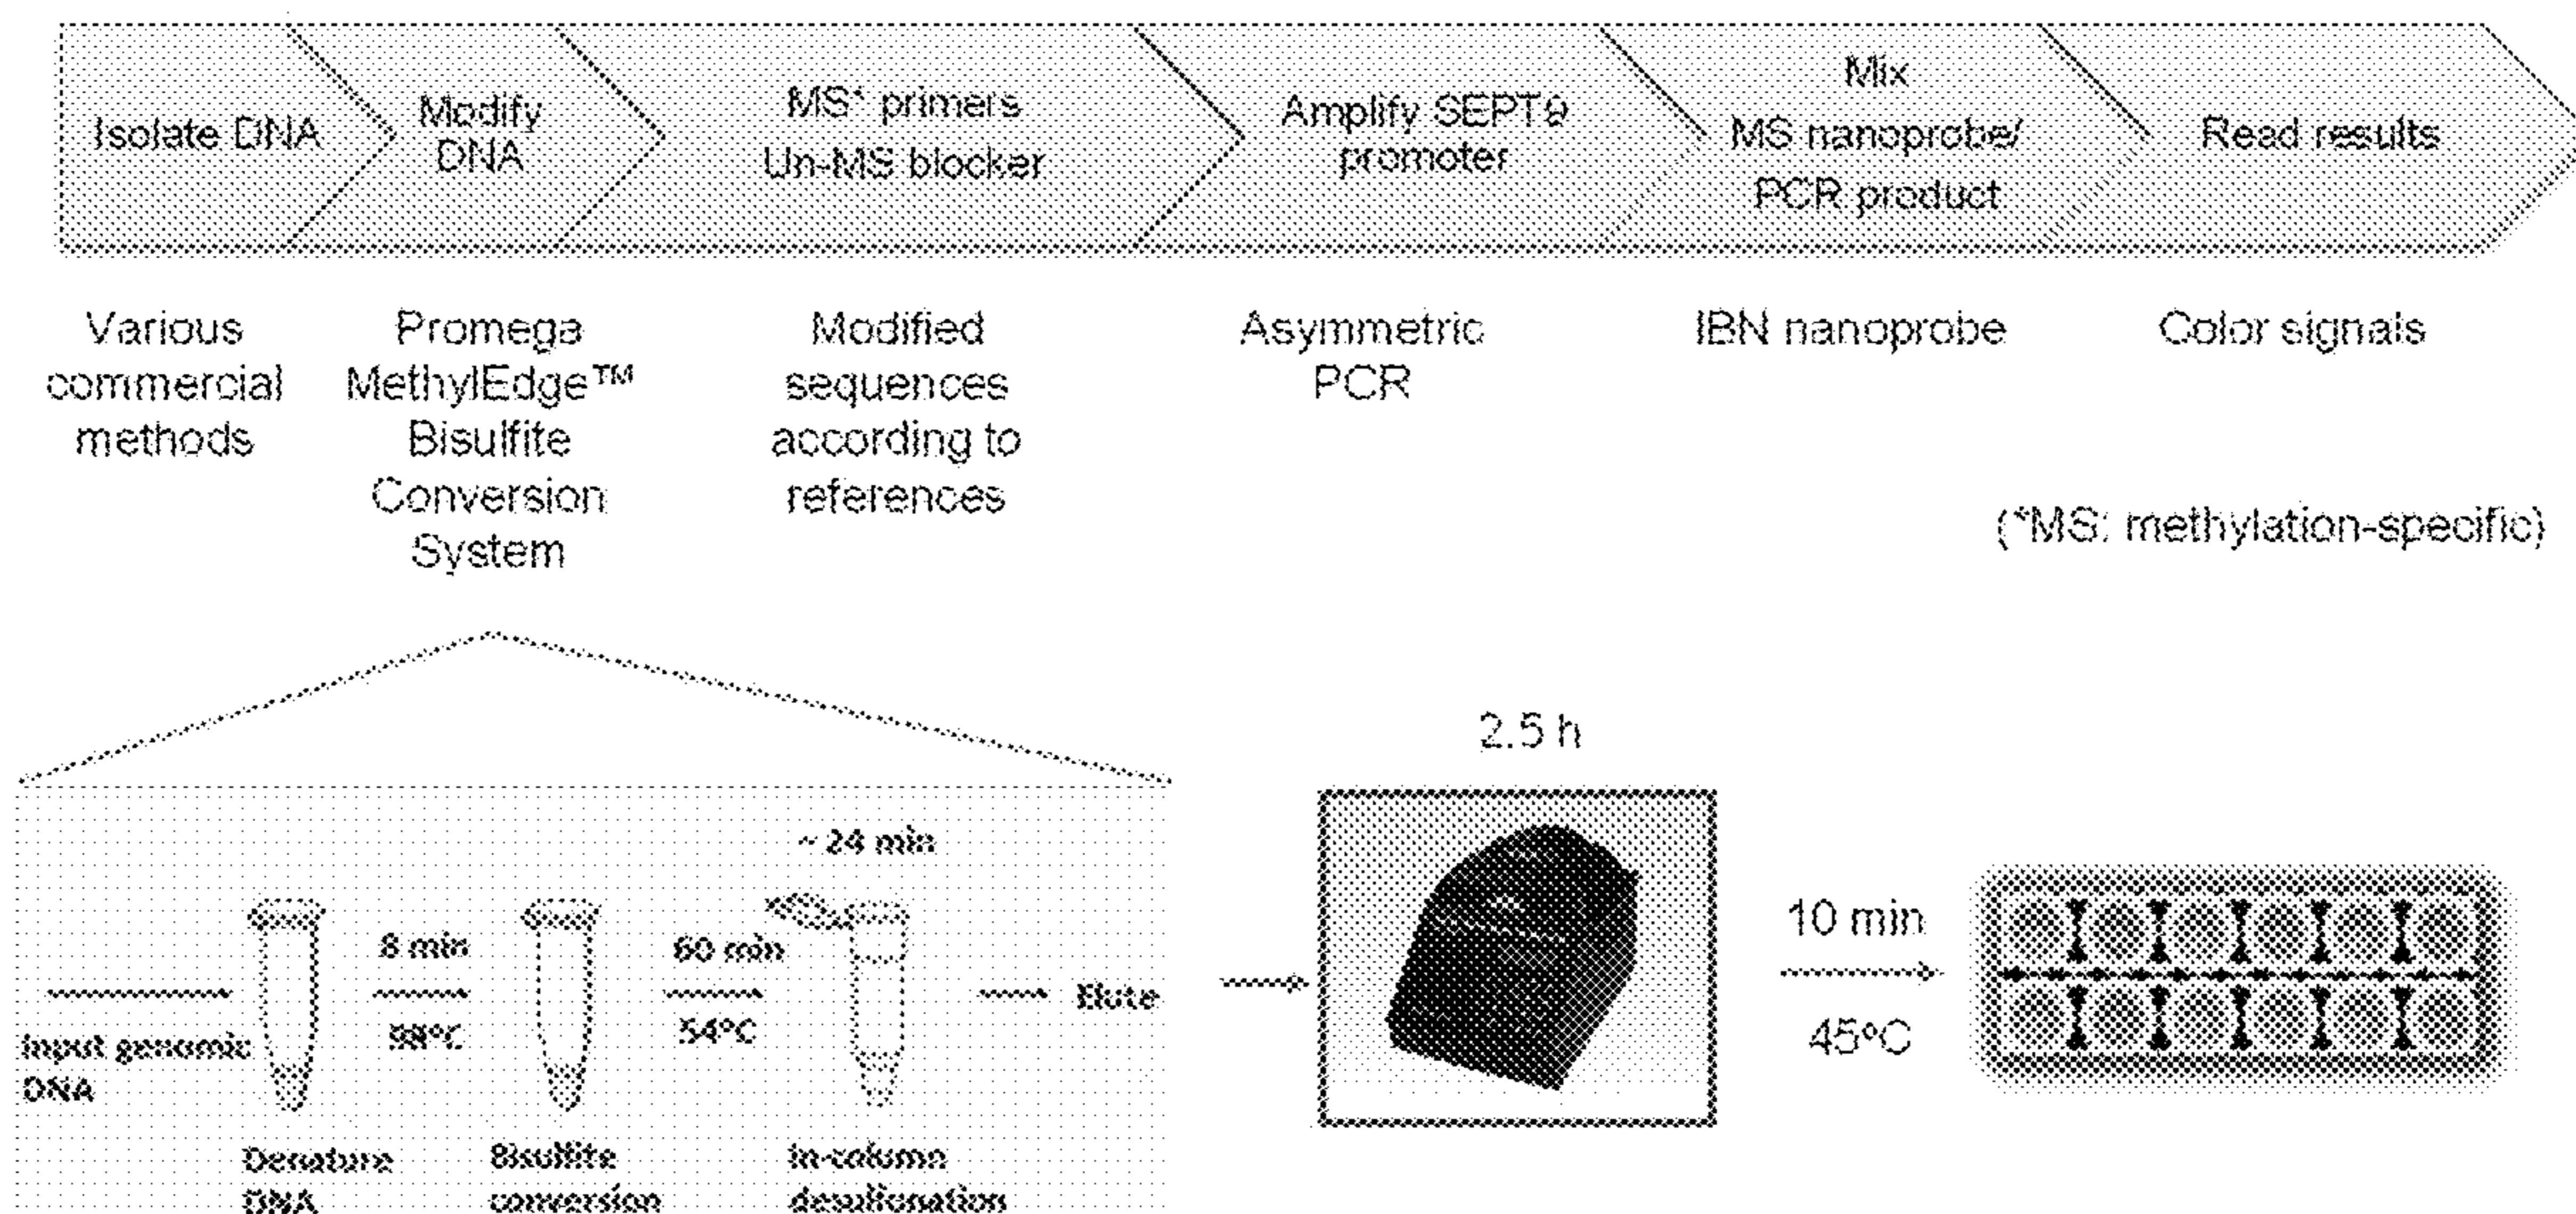 Isolate DNA
Modify
DNA
MS* primers
Un-MS blocker
Amplify SEPT9
promoter
Mix
MS nanoprobe/
PCR product
Read results
Various
commercial
methods
Promega
MethylEdge™
Bisulfite
Conversion
System
Modified
sequences
according to
references
Asymmetric
PCR
IBN nanoprobe
Color signals
(*MS: methylation-specific)
2.5 h
~ 24 min
8 min
98°C
60 min
54°C
Elute
Input genomic
DNA
Denature
DNA
Bisulfite
conversion
In-column
desulfonation
10 min
45°C